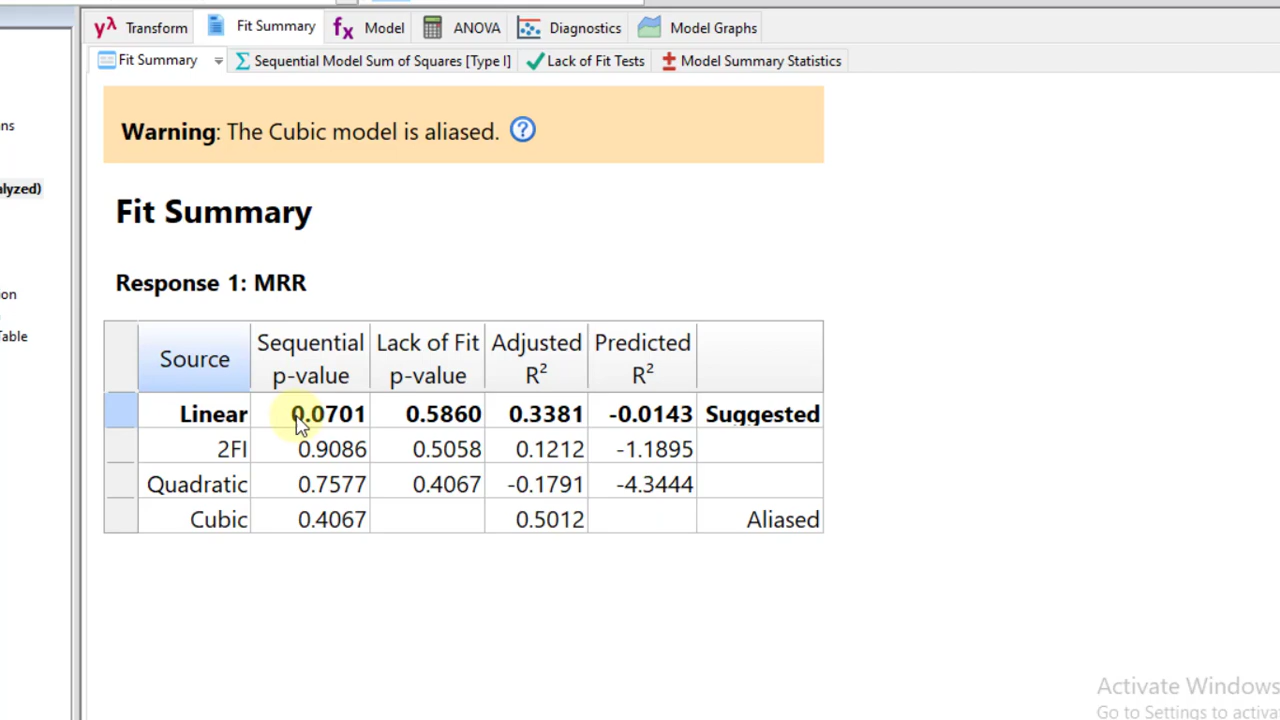 Transform Fit Summary Model ANOVA Diagnostics Model Graphs
Fit Summary Sequential Model Sum of Squares [Type I] Lack of Fit Tests Model Summary Statistics
Warning: The Cubic model is aliased.
ns
alyzed)
Fit Summary
Response 1: MRR
ion
Table
Source Sequential p-value Lack of Fit p-value Adjusted R² Predicted R²
Linear 0.0701 0.5860 0.3381 -0.0143 Suggested
2FI 0.9086 0.5058 0.1212 -1.1895
Quadratic 0.7577 0.4067 -0.1791 -4.3444
Cubic 0.4067 0.5012 Aliased
Activate Windows
Go to Settings to activa